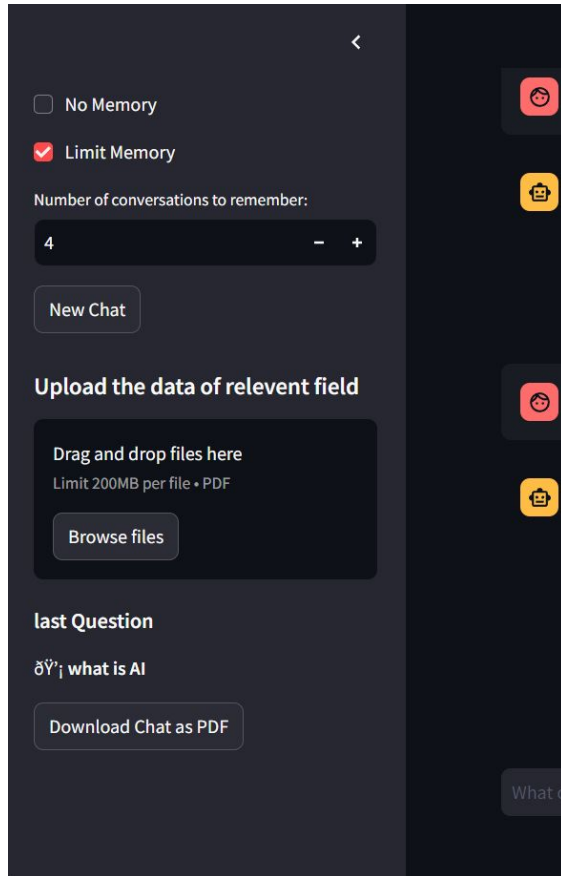 No Memory
Limit Memory
Number of conversations to remember:
4 − +
New Chat
Upload the data of relevent field
Drag and drop files here
Limit 200MB per file • PDF
Browse files
last Question
ðŸ’¡ what is AI
Download Chat as PDF
What